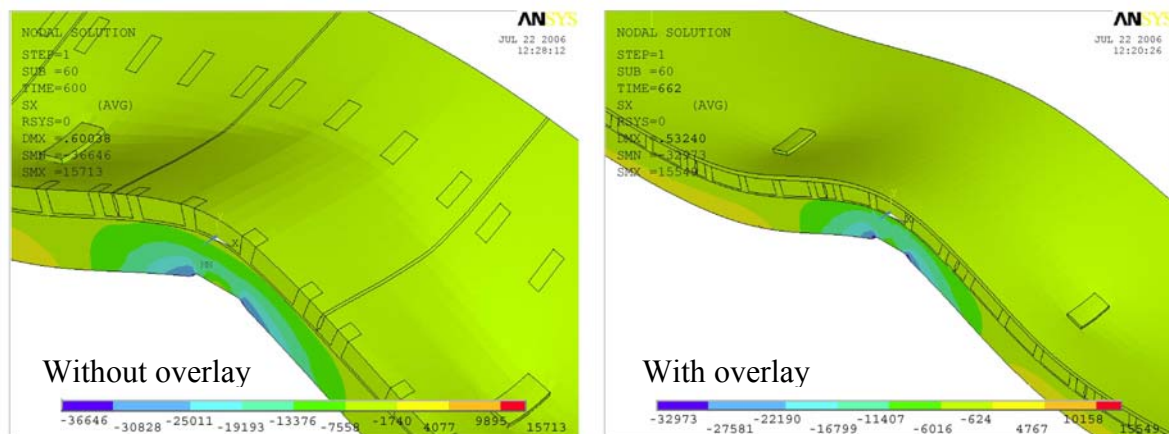 ANSYS
JUL 22 2006
12:28:12
NODAL SOLUTION
STEP=1
SUB =60
TIME=600
SX (AVG)
RSYS=0
DMX =.60038
SMN =-36646
SMX =15713
X
Without overlay
-36646 -25011 -13376 -1740 9895
-30828 -19193 -7558 4077 15713
ANSYS
JUL 22 2006
12:20:26
NODAL SOLUTION
STEP=1
SUB =60
TIME=662
SX (AVG)
RSYS=0
DMX =.53240
SMN =-32973
SMX =15549
X
With overlay
-32973 -22190 -11407 -624 10158
-27581 -16799 -6016 4767 15549